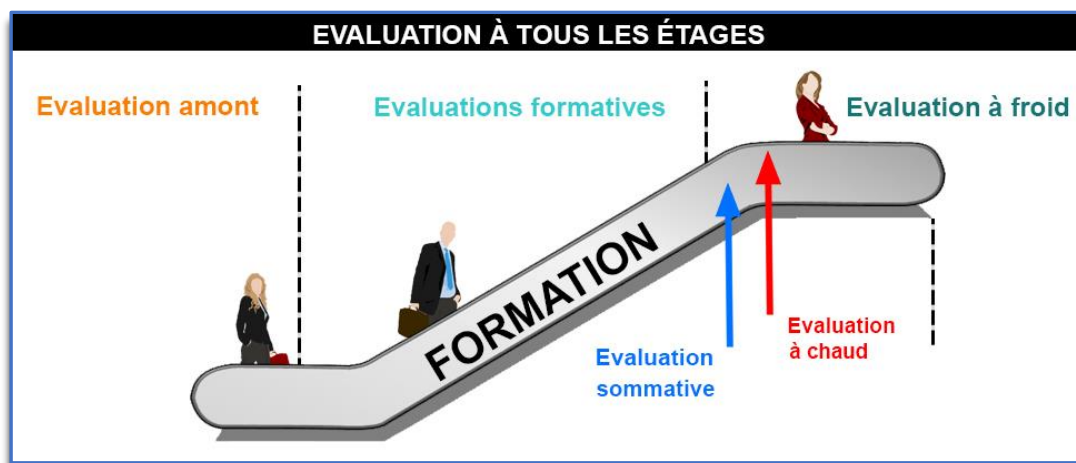 EVALUATION À TOUS LES ÉTAGES
Evaluation amont
Evaluations formatives
Evaluation à froid
FORMATION
Evaluation
sommative
Evaluation
à chaud